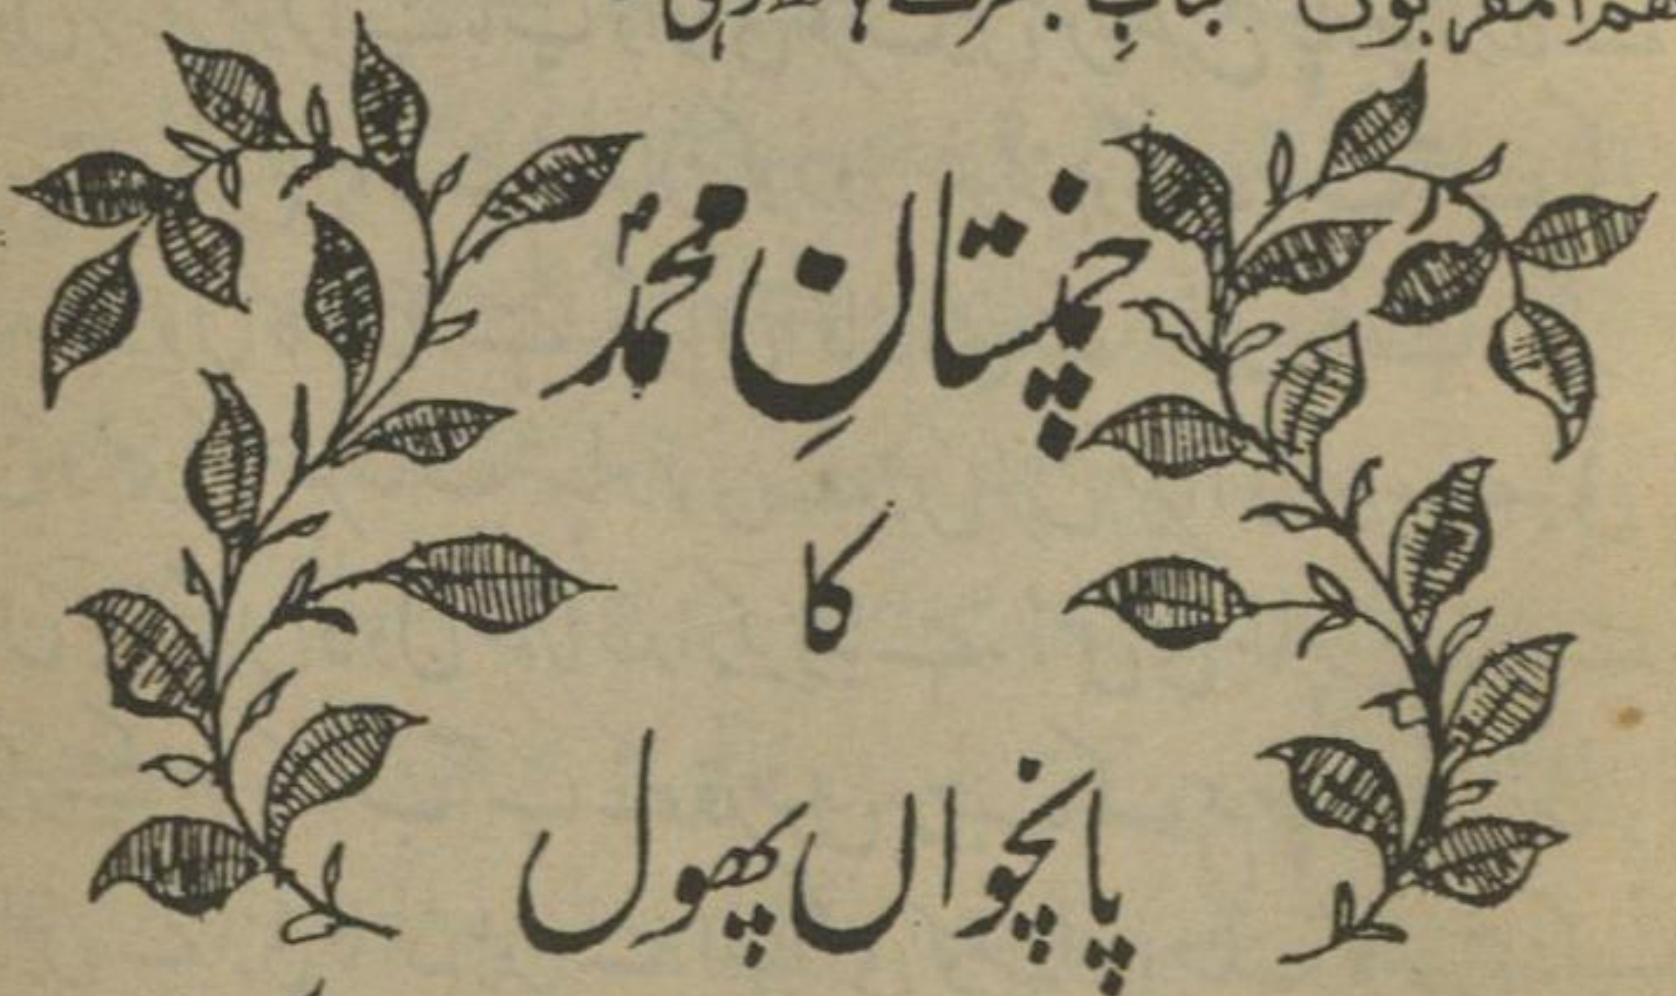 چمنستانِ محمدؐ
کا
پانچواں پھول